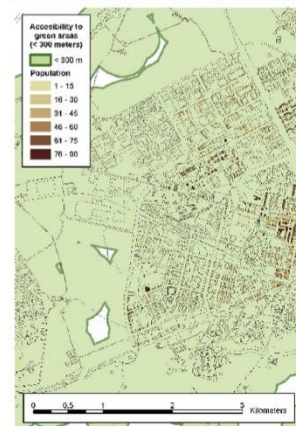 Accesibility to
green areas
(< 300 meters)
< 300 m
Population
1 - 15
16 - 30
31 - 45
46 - 60
61 - 75
76 - 90
0 0,5 1 2 3
Kilometers